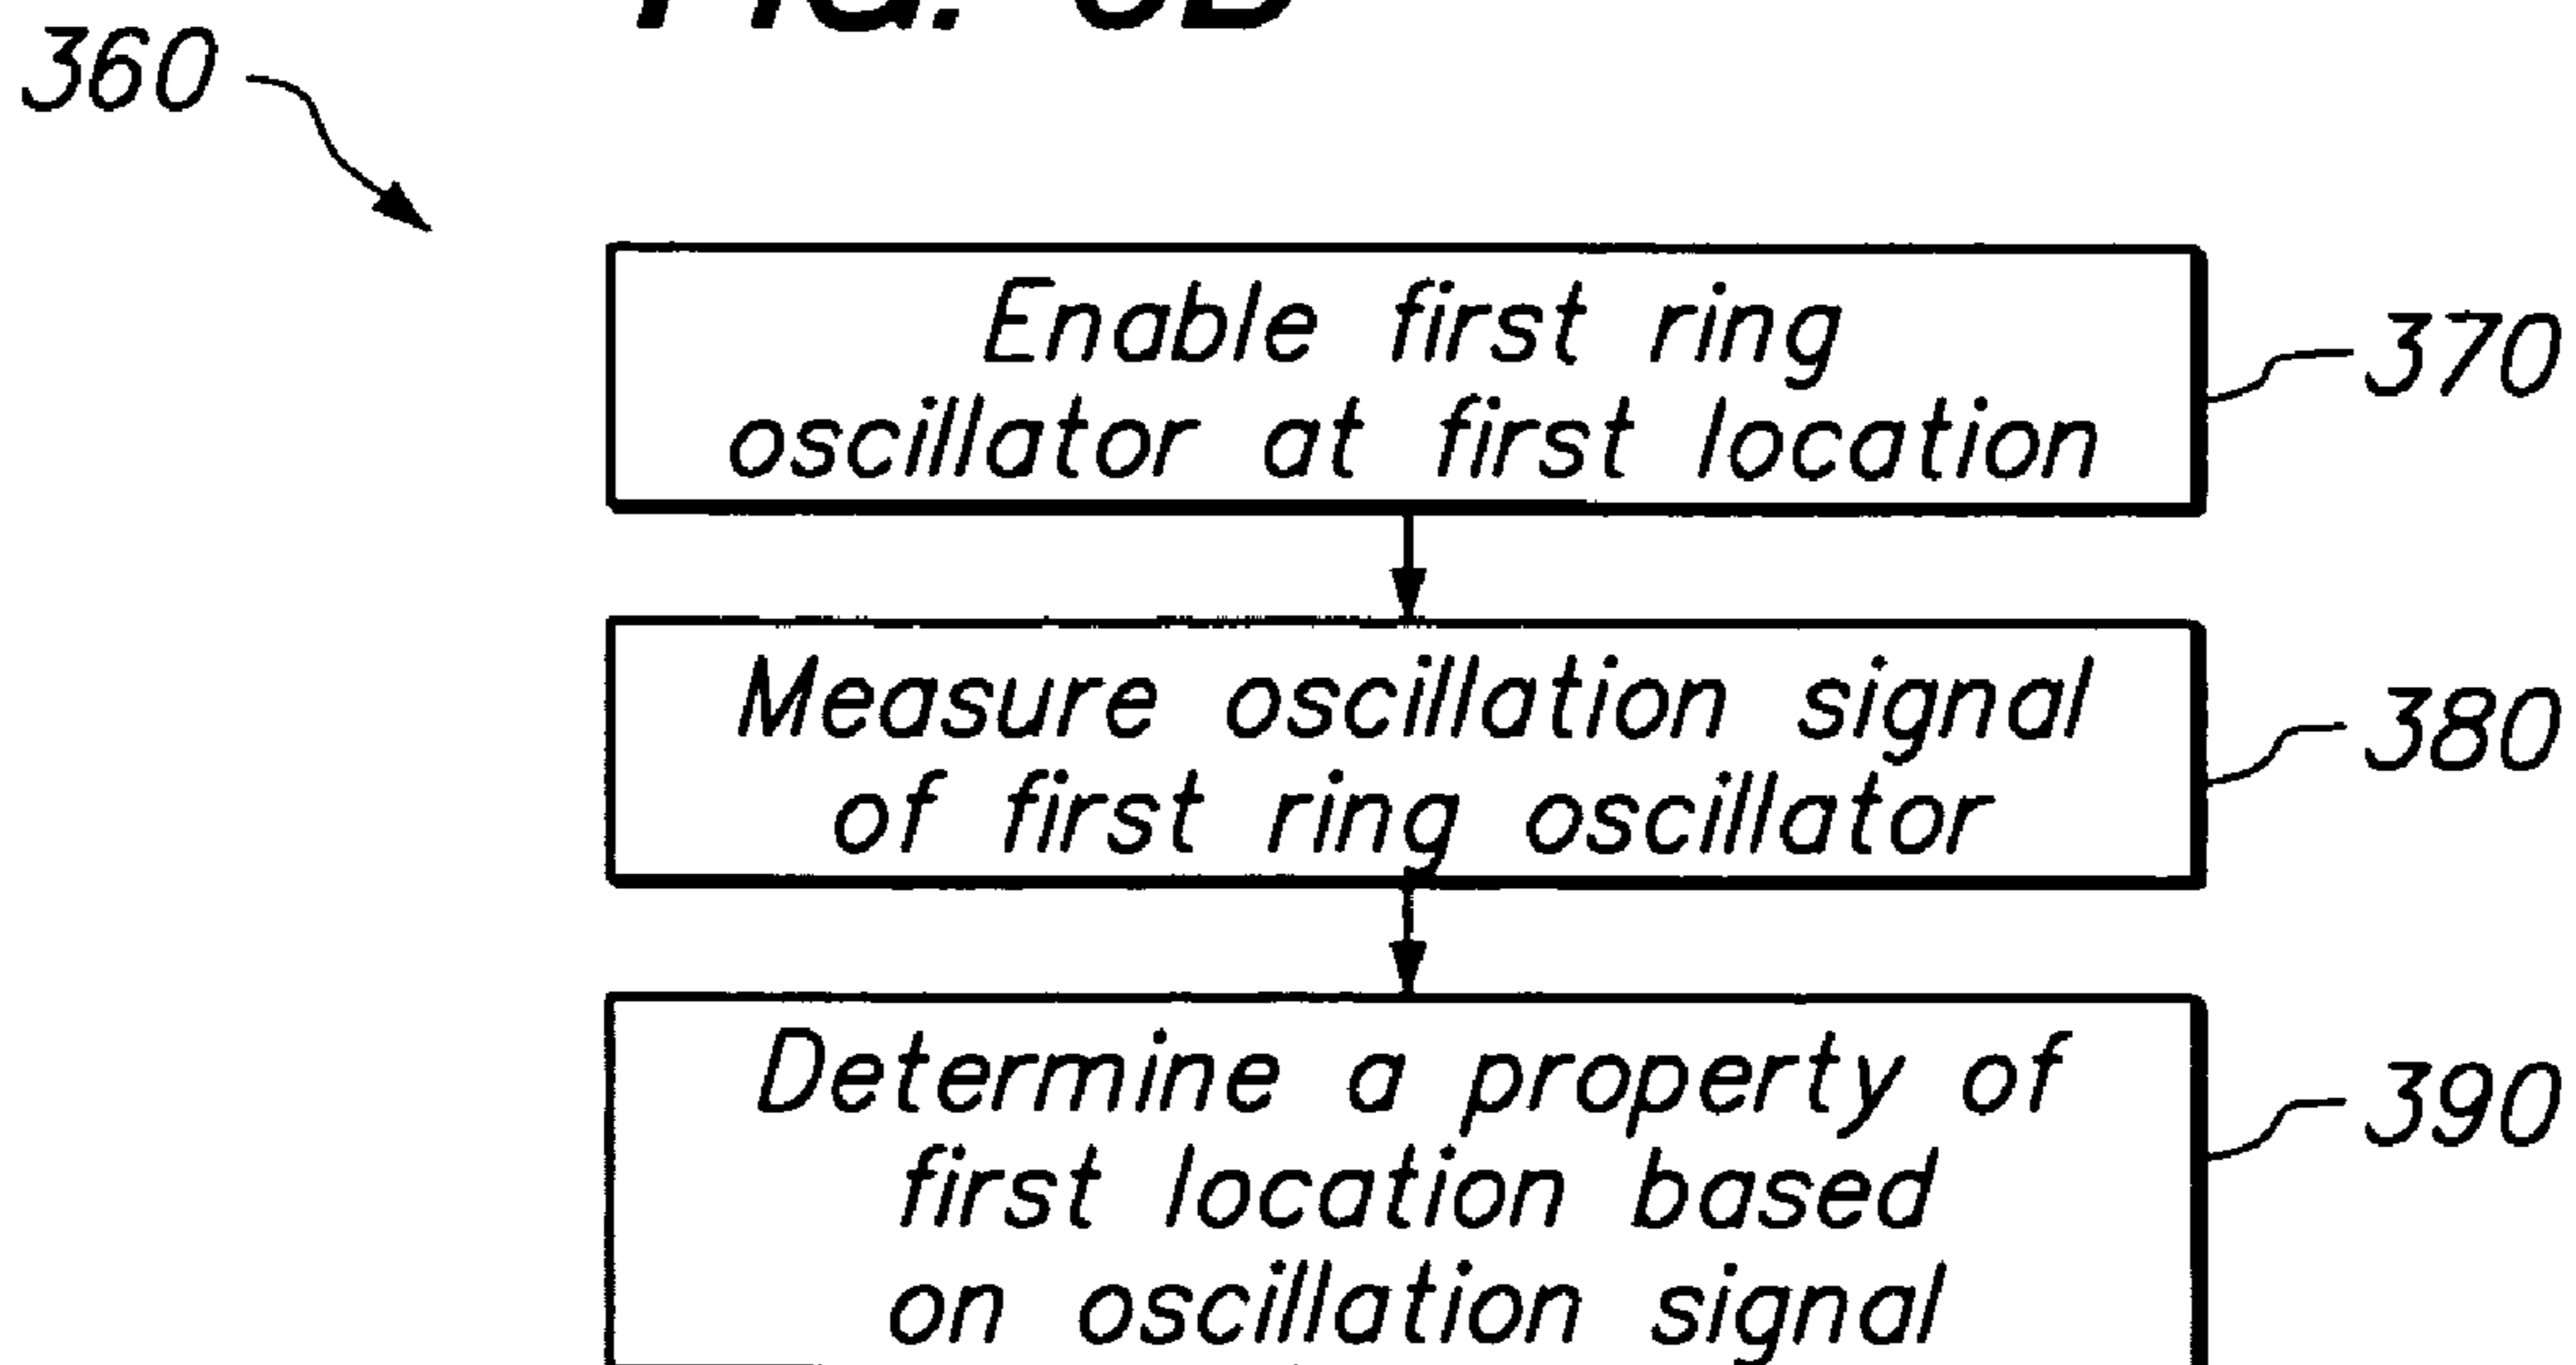 FIG.
360
Enable first ring
oscillator at first location
370
Measure oscillation signal
of first ring oscillator
380
Determine a property of
first location based
on oscillation signal
390